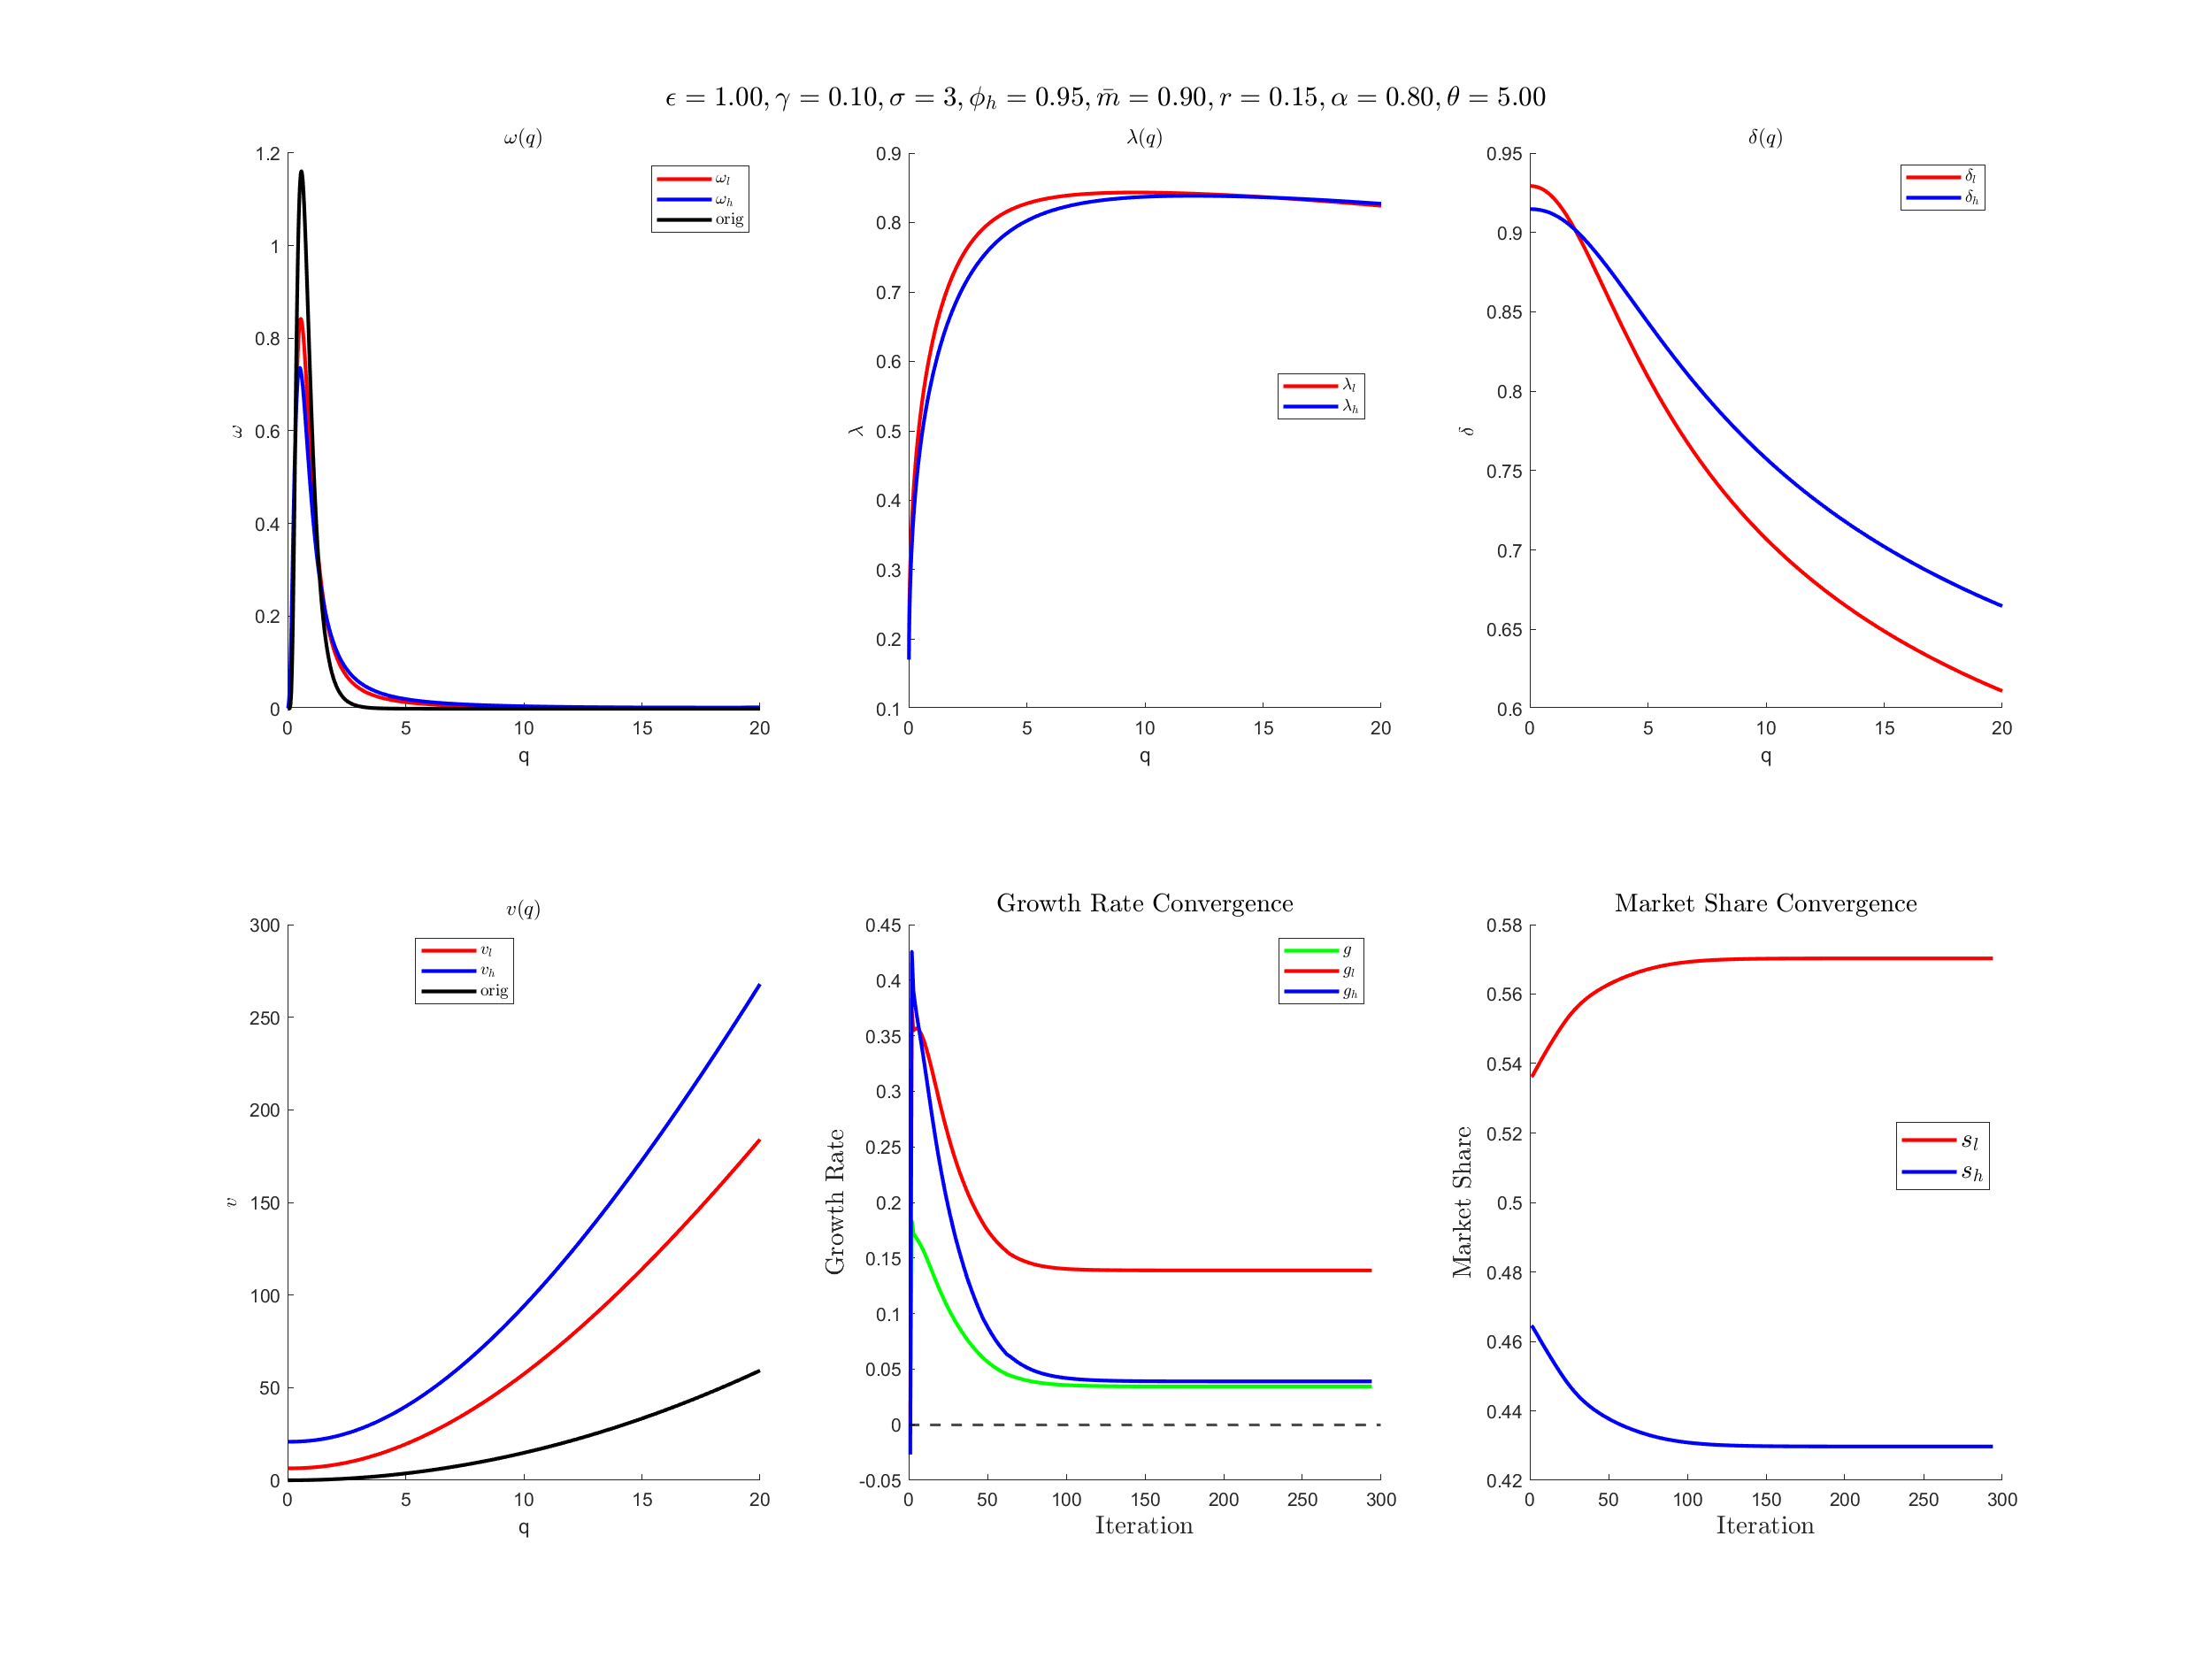 ϵ = 1.00, γ = 0.10, σ = 3, ϕ_h = 0.95, m̄ = 0.90, r = 0.15, α = 0.80, θ = 5.00
ω(q)
1.2
1
0.8
0.6
0.4
0.2
0
ω
0 5 10 15 20
q
ω_l
ω_h
orig
λ(q)
0.9
0.8
0.7
0.6
0.5
0.4
0.3
0.2
0.1
λ
0 5 10 15 20
q
λ_l
λ_h
δ(q)
0.95
0.9
0.85
0.8
0.75
0.7
0.65
0.6
δ
0 5 10 15 20
q
δ_l
δ_h
v(q)
300
250
200
150
100
50
0
v
0 5 10 15 20
q
v_l
v_h
orig
Growth Rate Convergence
0.45
0.4
0.35
0.3
0.25
0.2
0.15
0.1
0.05
0
-0.05
Growth Rate
0 50 100 150 200 250 300
Iteration
g
g_l
g_h
Market Share Convergence
0.58
0.56
0.54
0.52
0.5
0.48
0.46
0.44
0.42
Market Share
0 50 100 150 200 250 300
Iteration
s_l
s_h